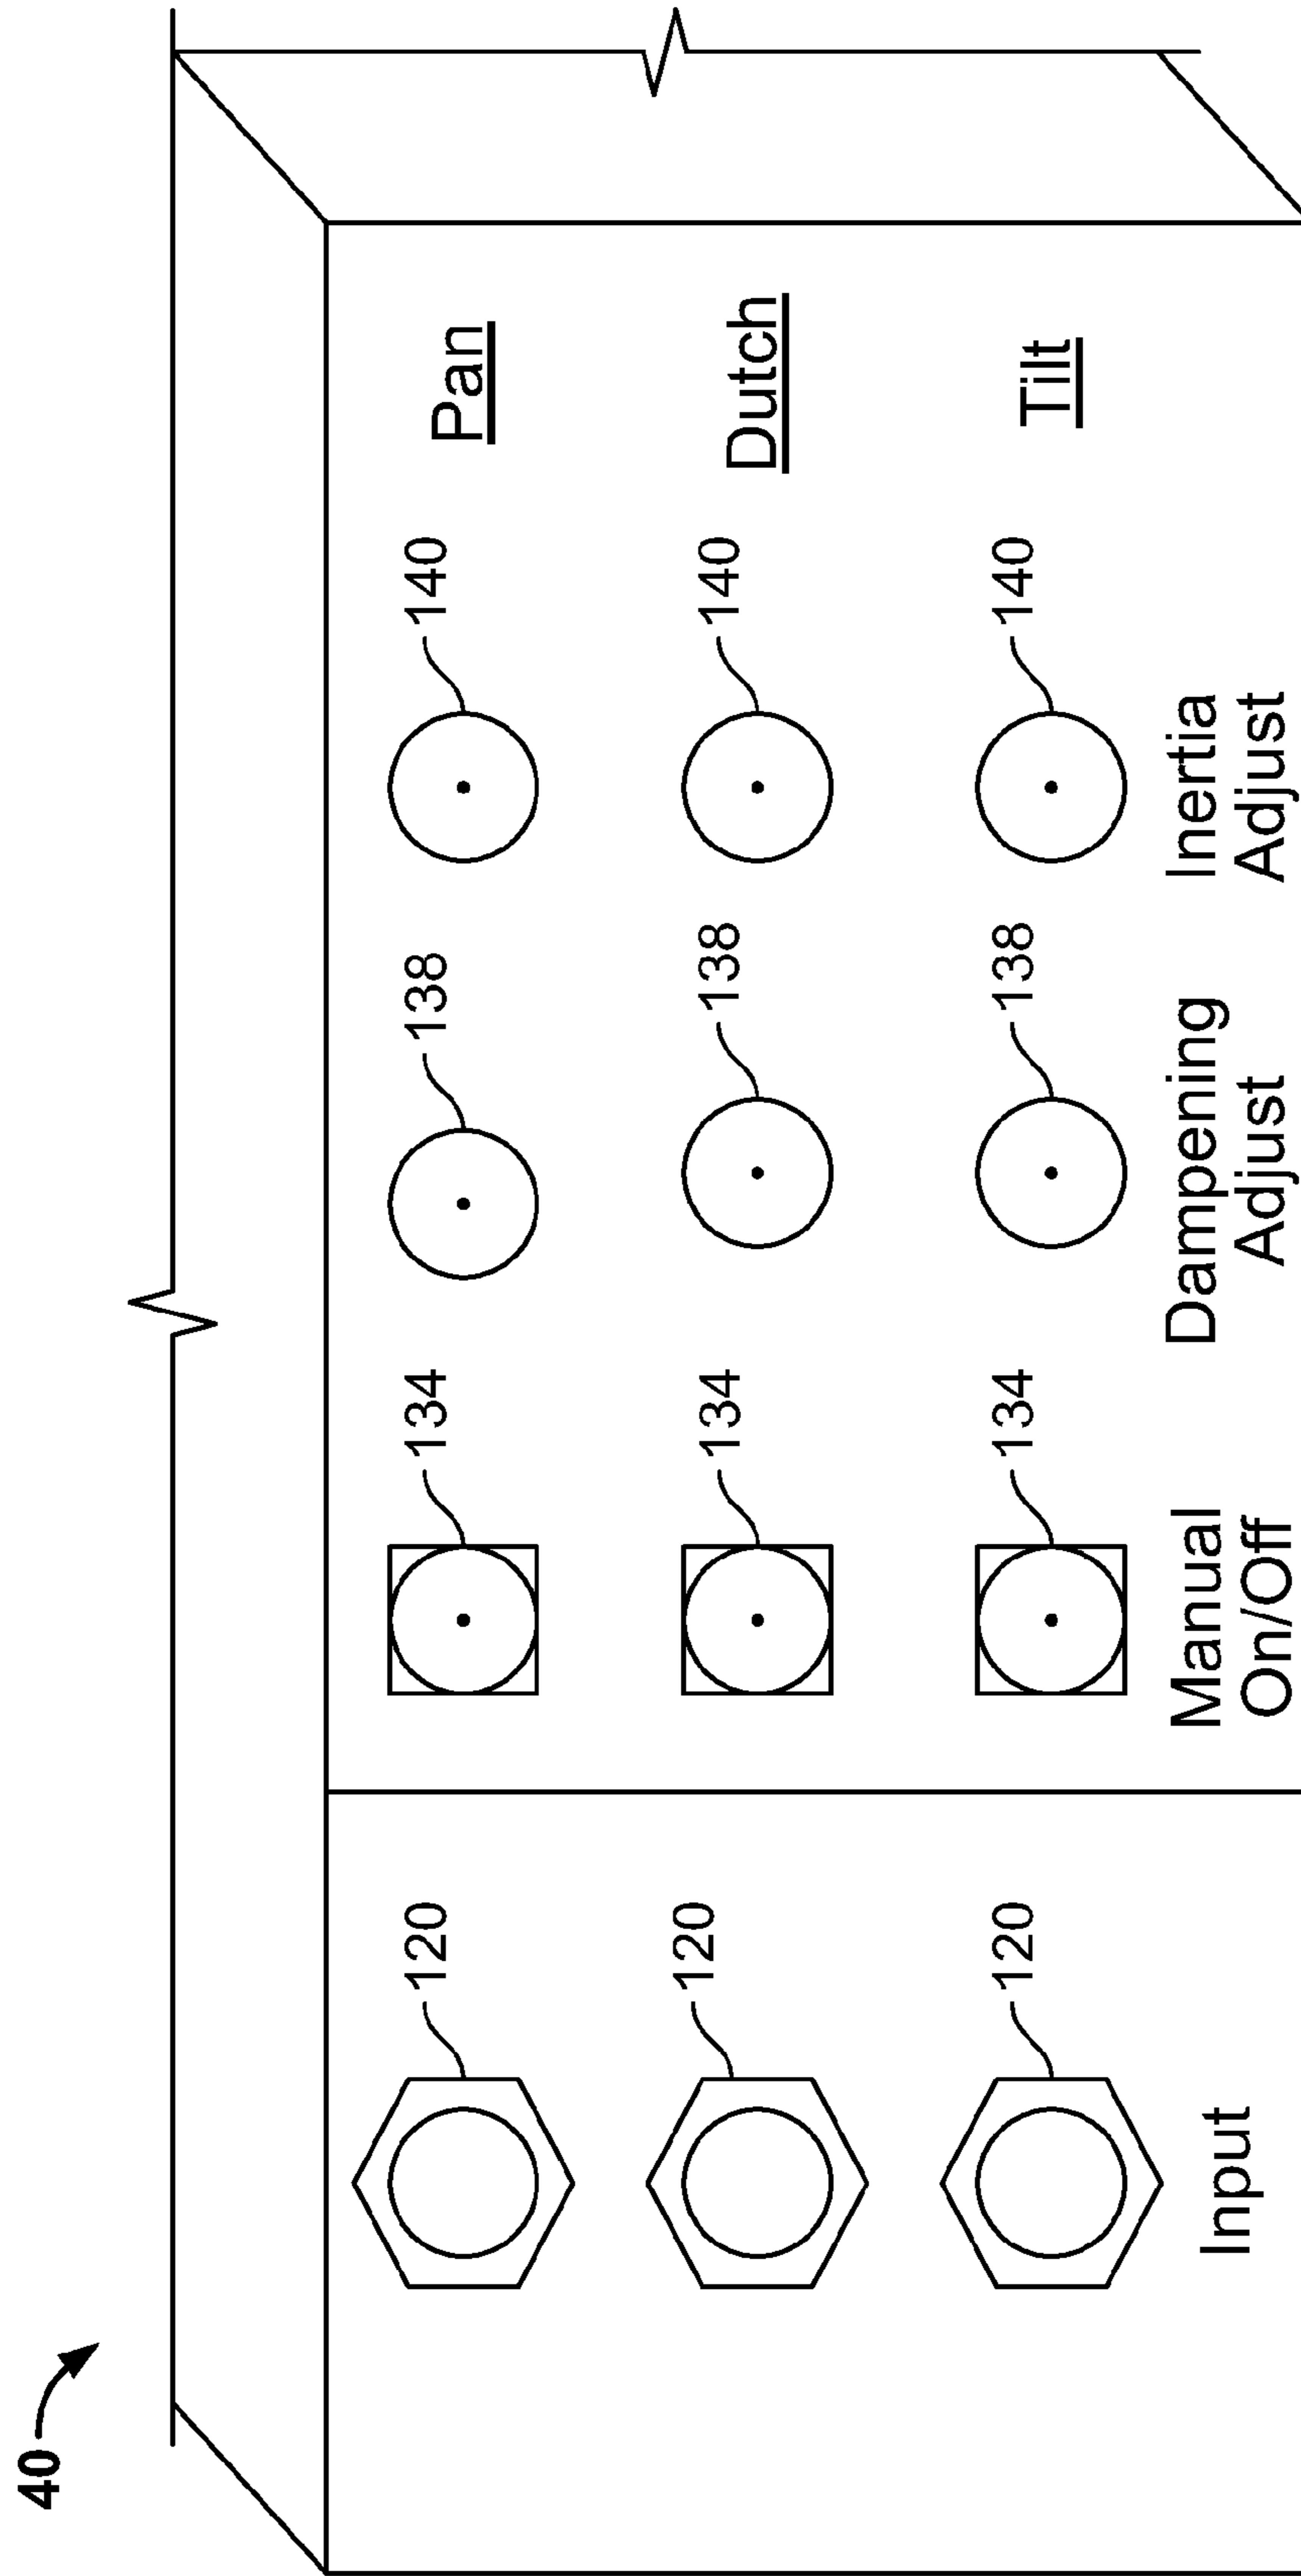 40
120
134
138
140
Pan
120
134
138
140
Dutch
120
134
138
140
Tilt
Input
Manual
On/Off
Dampening
Adjust
Inertia
Adjust